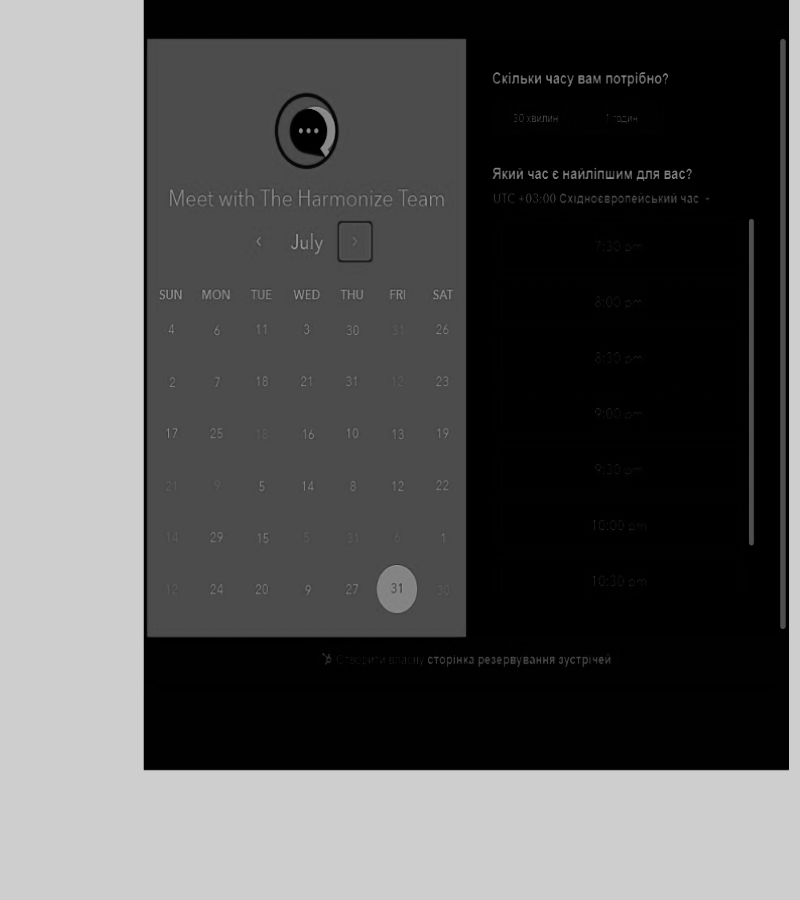 Скільки часу вам потрібно?
30 хвилин 1 годин
Meet with The Harmonize Team
July
SUN MON TUE WED THU FRI SAT
4 6 11 3 30 31 26
2 7 18 21 31 12 23
17 25 18 16 10 13 19
21 9 5 14 8 12 22
14 29 15 5 31 6 1
12 24 20 9 27 31 30
Який час є найліпшим для вас?
UTC +03:00 Східноєвропейський час
7:30 pm
8:00 pm
8:30 pm
9:00 pm
9:30 pm
10:00 pm
10:30 pm
Створити власну сторінка резервування зустрічей